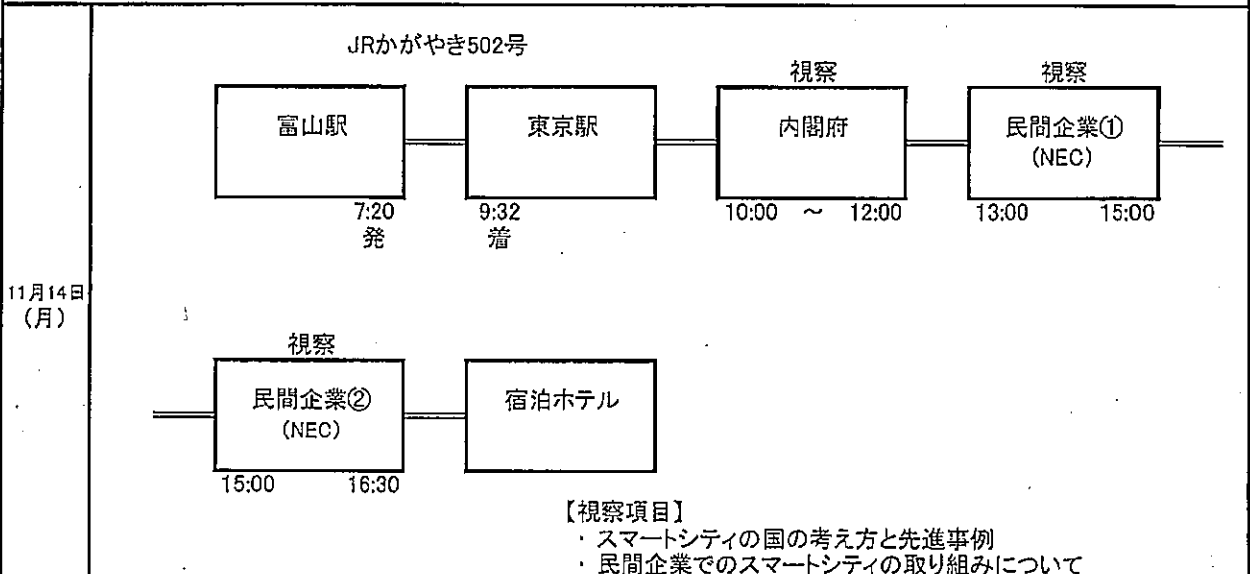 11月14日
(月)
JRかがやき502号
富山駅
7:20
発
東京駅
9:32
着
視察
内閣府
10:00 ～ 12:00
視察
民間企業①
(NEC)
13:00 15:00
視察
民間企業②
(NEC)
15:00 16:30
宿泊ホテル
【視察項目】
・ スマートシティの国の考え方と先進事例
・ 民間企業でのスマートシティの取り組みについて